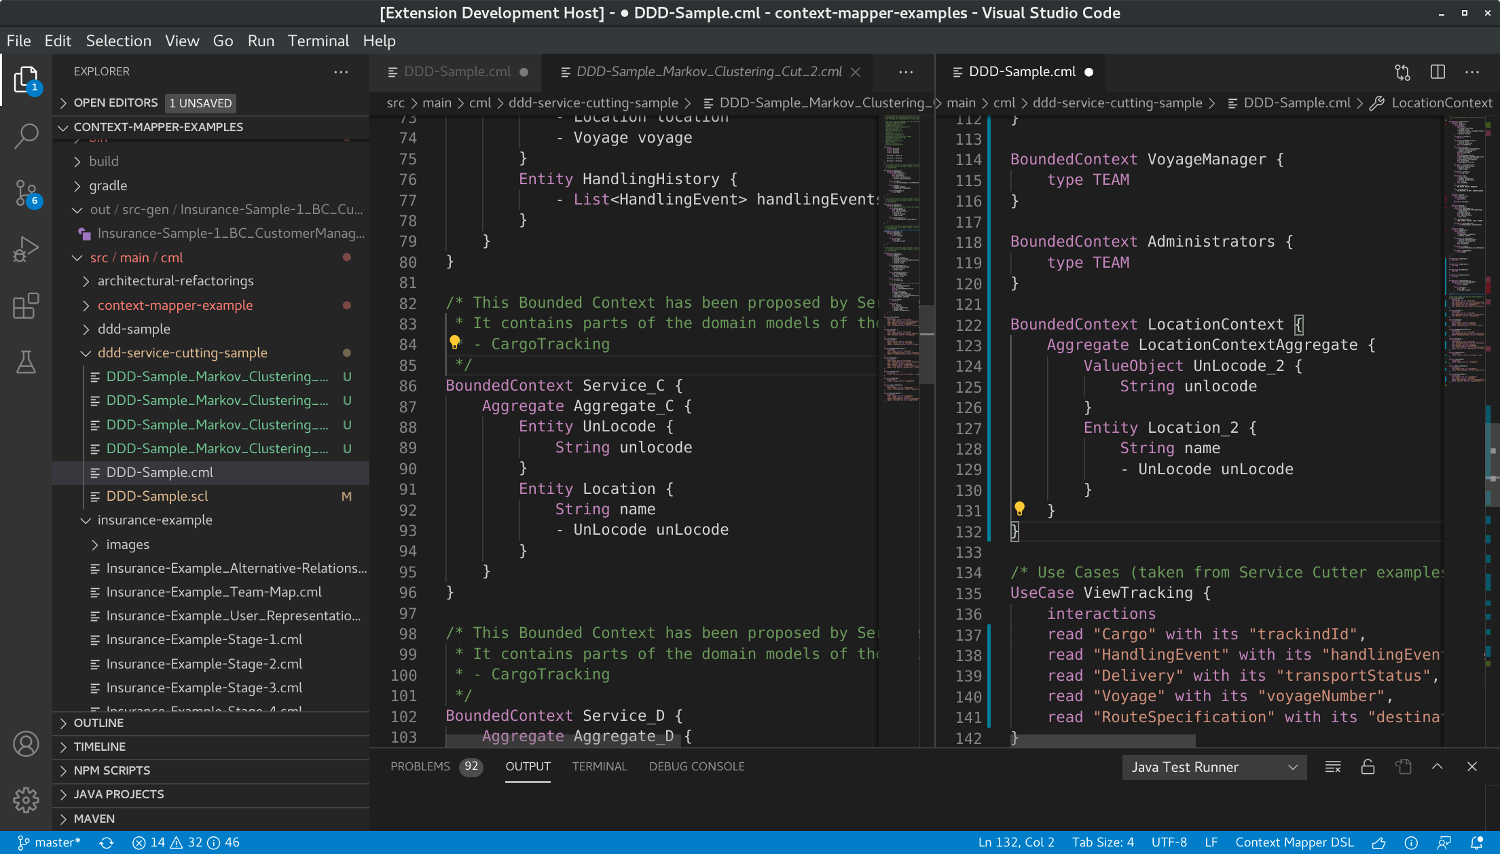 [Extension Development Host] - ● DDD-Sample.cml - context-mapper-examples - Visual Studio Code
File Edit Selection View Go Run Terminal Help
EXPLORER
OPEN EDITORS 1 UNSAVED
CONTEXT-MAPPER-EXAMPLES
build
gradle
out / src-gen / Insurance-Sample-1_BC_Cu...
Insurance-Sample-1_BC_CustomerManag...
src / main / cml
architectural-refactorings
context-mapper-example
ddd-sample
ddd-service-cutting-sample
DDD-Sample_Markov_Clustering_... U
DDD-Sample_Markov_Clustering_... U
DDD-Sample_Markov_Clustering_... U
DDD-Sample_Markov_Clustering_... U
DDD-Sample.cml
DDD-Sample.scl M
insurance-example
images
Insurance-Example_Alternative-Relations...
Insurance-Example_Team-Map.cml
Insurance-Example_User_Representatio...
Insurance-Example-Stage-1.cml
Insurance-Example-Stage-2.cml
Insurance-Example-Stage-3.cml
Insurance-Example-Stage-4.cml
OUTLINE
TIMELINE
NPM SCRIPTS
JAVA PROJECTS
MAVEN
1
6
DDD-Sample.cml ●
DDD-Sample_Markov_Clustering_Cut_2.cml
src > main > cml > ddd-service-cutting-sample > DDD-Sample_Markov_Clustering_
73 - Location location
74 - Voyage voyage
75 }
76 Entity HandlingHistory {
77 - List<HandlingEvent> handlingEvents
78 }
79 }
80 }
81
82 /* This Bounded Context has been proposed by Ser
83 * It contains parts of the domain models of the
84 * - CargoTracking
85 */
86 BoundedContext Service_C {
87 Aggregate Aggregate_C {
88 Entity UnLocode {
89 String unlocode
90 }
91 Entity Location {
92 String name
93 - UnLocode unLocode
94 }
95 }
96 }
97
98 /* This Bounded Context has been proposed by Ser
99 * It contains parts of the domain models of the
100 * - CargoTracking
101 */
102 BoundedContext Service_D {
103 Aggregate Aggregate_D {
DDD-Sample.cml ●
main > cml > ddd-service-cutting-sample > DDD-Sample.cml > LocationContext
112 }
113
114 BoundedContext VoyageManager {
115 type TEAM
116 }
117
118 BoundedContext Administrators {
119 type TEAM
120 }
121
122 BoundedContext LocationContext {
123 Aggregate LocationContextAggregate {
124 ValueObject UnLocode_2 {
125 String unlocode
126 }
127 Entity Location_2 {
128 String name
129 - UnLocode unLocode
130 }
131 }
132 }
133
134 /* Use Cases (taken from Service Cutter examples
135 UseCase ViewTracking {
136 interactions
137 read "Cargo" with its "trackindId",
138 read "HandlingEvent" with its "handlingEvent
139 read "Delivery" with its "transportStatus",
140 read "Voyage" with its "voyageNumber",
141 read "RouteSpecification" with its "destinat
142 }
PROBLEMS 92 OUTPUT TERMINAL DEBUG CONSOLE
Java Test Runner
master* 14 32 46
Ln 132, Col 2 Tab Size: 4 UTF-8 LF Context Mapper DSL